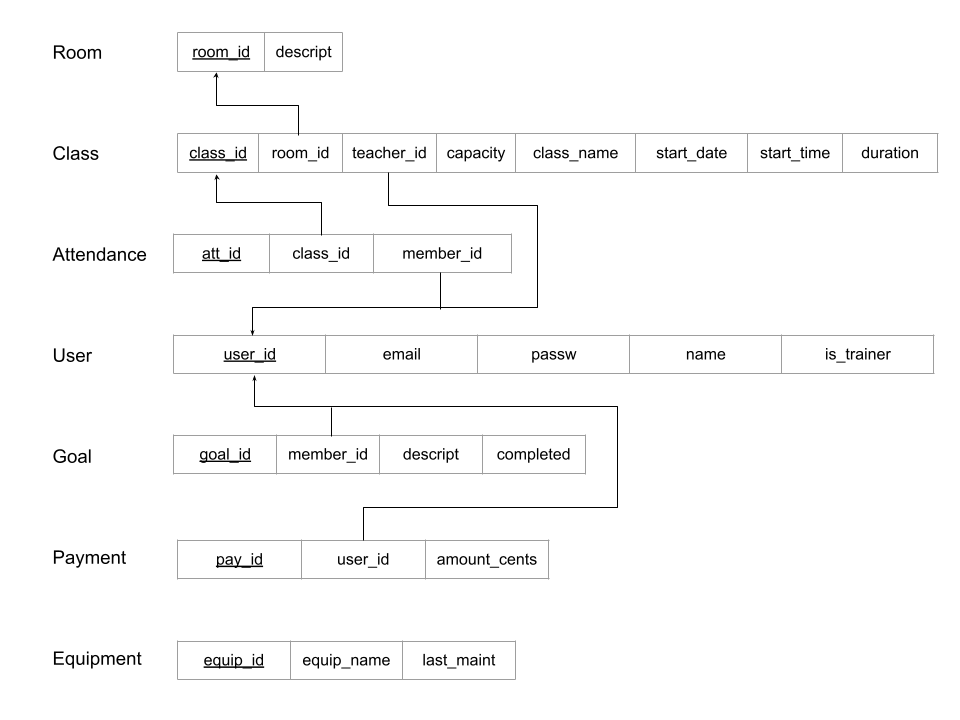 Room room_id descript
Class class_id room_id teacher_id capacity class_name start_date start_time duration
Attendance att_id class_id member_id
User user_id email passw name is_trainer
Goal goal_id member_id descript completed
Payment pay_id user_id amount_cents
Equipment equip_id equip_name last_maint